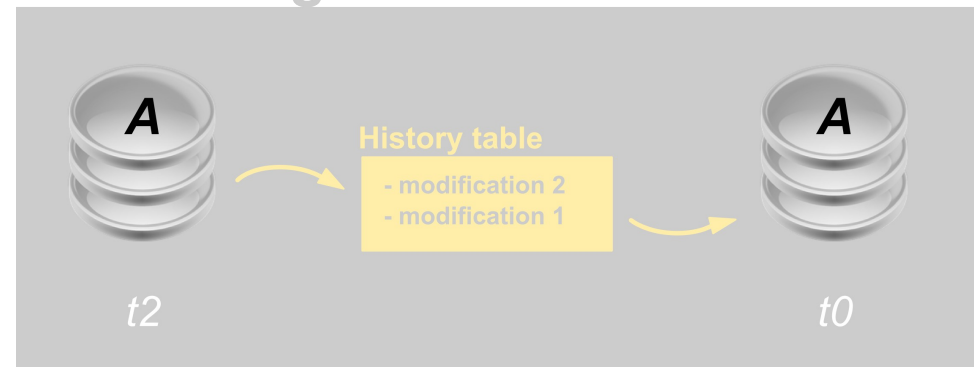 A
A
History table
- modification 2
- modification 1
t2
t0